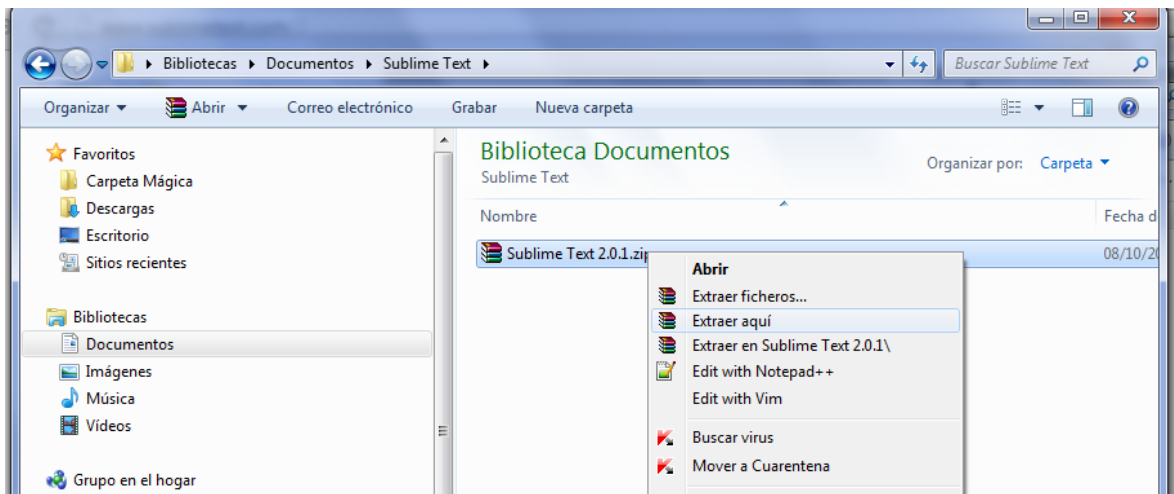 Bibliotecas Documentos Sublime Text
Buscar Sublime Text
Organizar Abrir Correo electrónico Grabar Nueva carpeta
Favoritos
Carpeta Mágica
Descargas
Escritorio
Sitios recientes
Bibliotecas
Documentos
Imágenes
Música
Vídeos
Grupo en el hogar
Biblioteca Documentos
Sublime Text
Organizar por: Carpeta
Nombre Fecha d
Sublime Text 2.0.1.zip 08/10/20
Abrir
Extraer ficheros...
Extraer aquí
Extraer en Sublime Text 2.0.1\
Edit with Notepad++
Edit with Vim
Buscar virus
Mover a Cuarentena